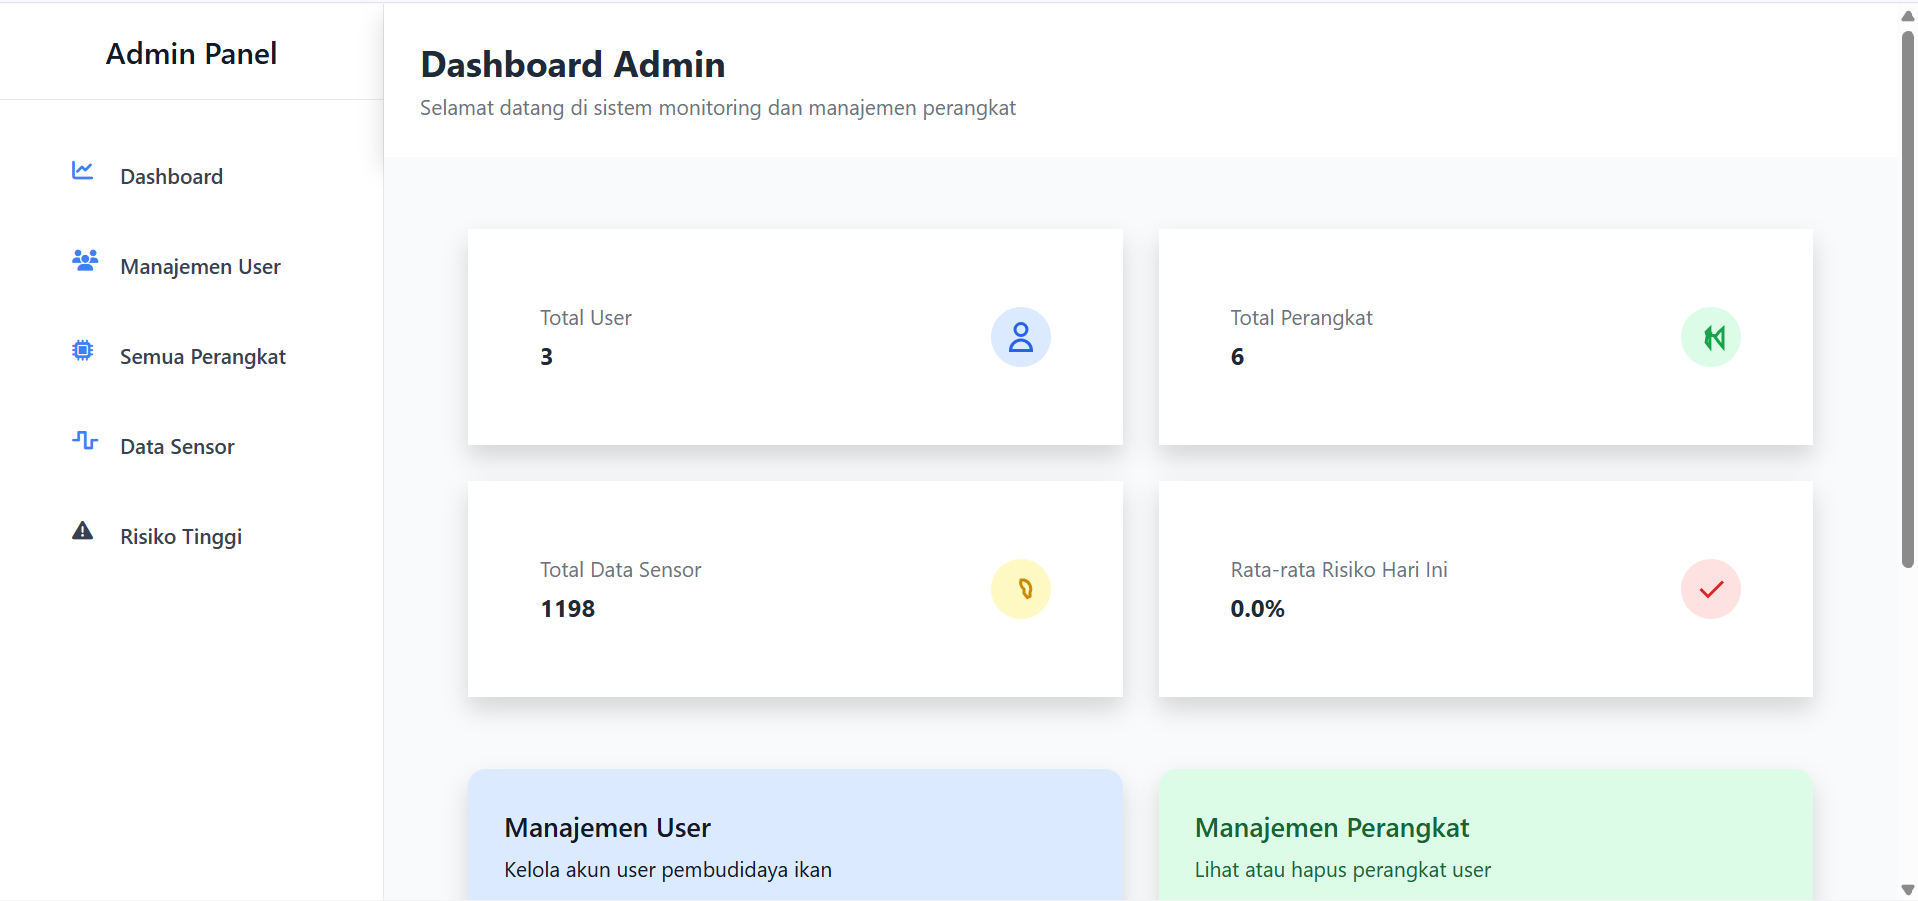 Admin Panel
Dashboard
Manajemen User
Semua Perangkat
Data Sensor
Risiko Tinggi
Dashboard Admin
Selamat datang di sistem monitoring dan manajemen perangkat
Total User
3
Total Perangkat
6
Total Data Sensor
1198
Rata-rata Risiko Hari Ini
0.0%
Manajemen User
Kelola akun user pembudidaya ikan
Manajemen Perangkat
Lihat atau hapus perangkat user